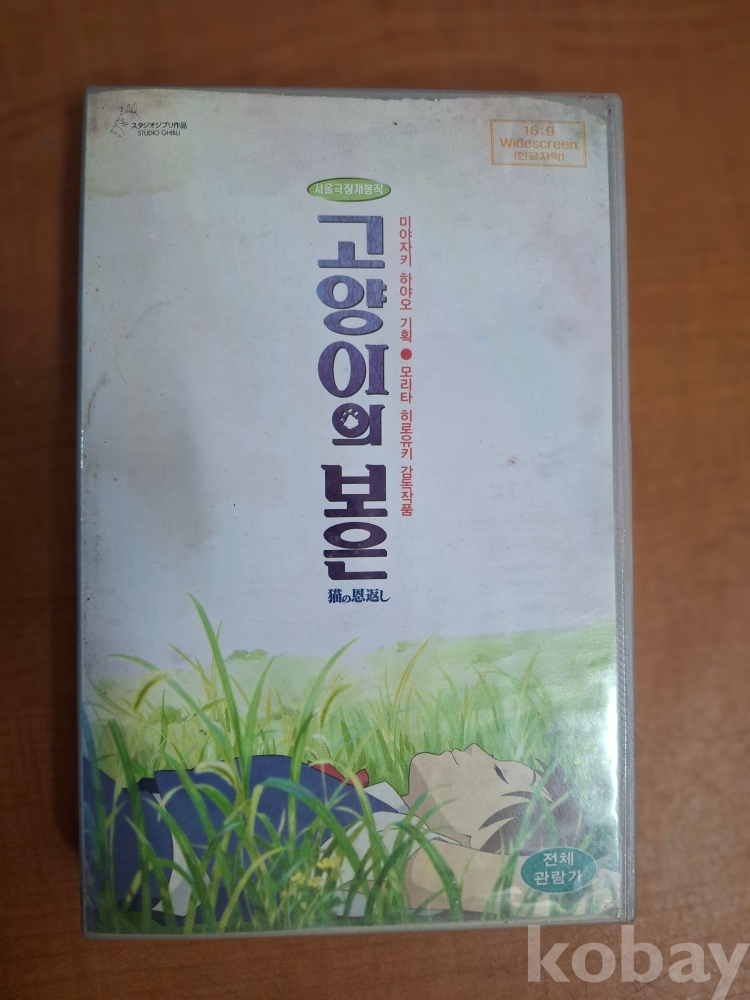 スタジオジブリ作品
STUDIO GHIBLI
16:9
Widescreen
(한글자막)
서울극장개봉작
고양이의 보은
미야자키 하야오 기획 ● 모리타 히로유키 감독작품
猫の恩返し
전체
관람가
kobay